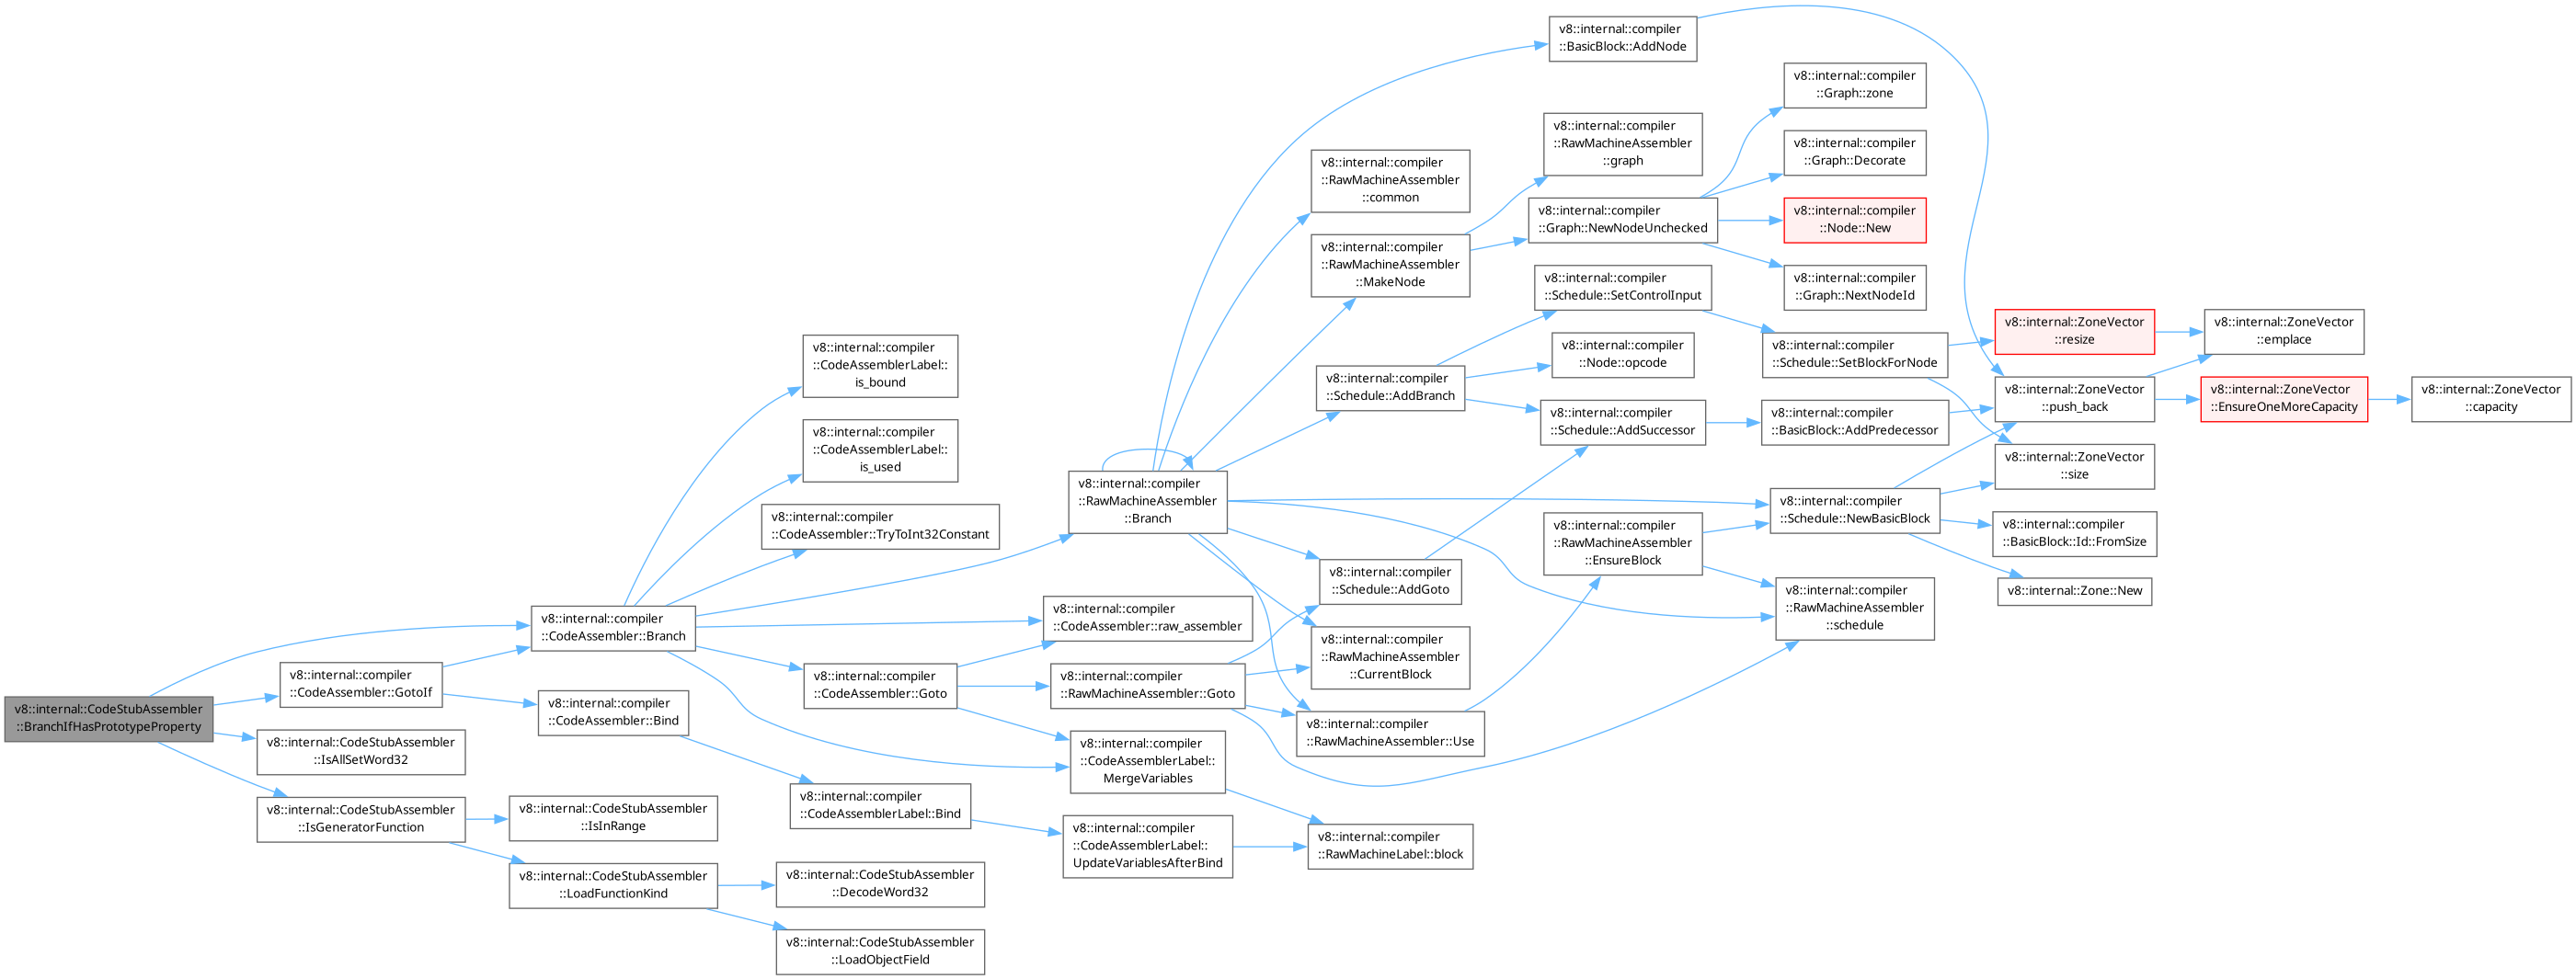 v8::internal::CodeStubAssembler
::BranchIfHasPrototypeProperty
v8::internal::compiler
::CodeAssembler::GotoIf
v8::internal::CodeStubAssembler
::IsAllSetWord32
v8::internal::CodeStubAssembler
::IsGeneratorFunction
v8::internal::compiler
::CodeAssembler::Branch
v8::internal::compiler
::CodeAssembler::Bind
v8::internal::CodeStubAssembler
::IsInRange
v8::internal::CodeStubAssembler
::LoadFunctionKind
v8::internal::compiler
::CodeAssemblerLabel::
is_bound
v8::internal::compiler
::CodeAssemblerLabel::
is_used
v8::internal::compiler
::CodeAssembler::TryToInt32Constant
v8::internal::compiler
::CodeAssembler::Goto
v8::internal::compiler
::CodeAssemblerLabel::Bind
v8::internal::CodeStubAssembler
::DecodeWord32
v8::internal::CodeStubAssembler
::LoadObjectField
v8::internal::compiler
::RawMachineAssembler
::Branch
v8::internal::compiler
::CodeAssembler::raw_assembler
v8::internal::compiler
::RawMachineAssembler::Goto
v8::internal::compiler
::CodeAssemblerLabel::
MergeVariables
v8::internal::compiler
::CodeAssemblerLabel::
UpdateVariablesAfterBind
v8::internal::compiler
::RawMachineAssembler
::common
v8::internal::compiler
::RawMachineAssembler
::MakeNode
v8::internal::compiler
::Schedule::AddBranch
v8::internal::compiler
::Schedule::AddGoto
v8::internal::compiler
::RawMachineAssembler
::CurrentBlock
v8::internal::compiler
::RawMachineAssembler::Use
v8::internal::compiler
::RawMachineLabel::block
v8::internal::compiler
::BasicBlock::AddNode
v8::internal::compiler
::RawMachineAssembler
::graph
v8::internal::compiler
::Graph::NewNodeUnchecked
v8::internal::compiler
::Schedule::SetControlInput
v8::internal::compiler
::Node::opcode
v8::internal::compiler
::Schedule::AddSuccessor
v8::internal::compiler
::RawMachineAssembler
::EnsureBlock
v8::internal::compiler
::Graph::zone
v8::internal::compiler
::Graph::Decorate
v8::internal::compiler
::Node::New
v8::internal::compiler
::Graph::NextNodeId
v8::internal::compiler
::Schedule::SetBlockForNode
v8::internal::compiler
::BasicBlock::AddPredecessor
v8::internal::compiler
::Schedule::NewBasicBlock
v8::internal::compiler
::RawMachineAssembler
::schedule
v8::internal::ZoneVector
::resize
v8::internal::ZoneVector
::push_back
v8::internal::ZoneVector
::size
v8::internal::compiler
::BasicBlock::Id::FromSize
v8::internal::Zone::New
v8::internal::ZoneVector
::emplace
v8::internal::ZoneVector
::EnsureOneMoreCapacity
v8::internal::ZoneVector
::capacity